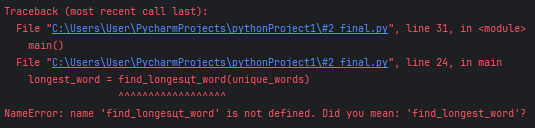 Traceback (most recent call last):
File "C:\Users\User\PycharmProjects\pythonProject1\#2 final.py", line 31, in <module>
main()
File "C:\Users\User\PycharmProjects\pythonProject1\#2 final.py", line 24, in main
longest_word = find_longesцt_word(unique_words)
^^^^^^^^^^^^^^^^^^
NameError: name 'find_longesцt_word' is not defined. Did you mean: 'find_longest_word'?